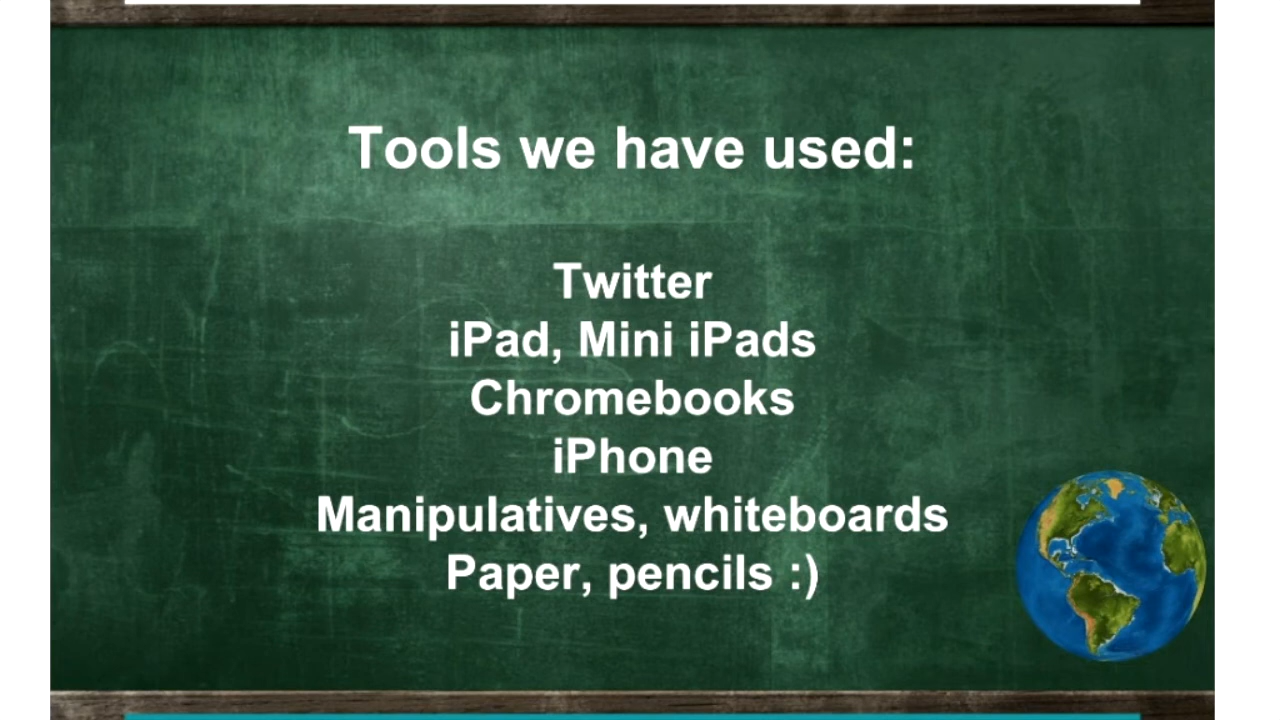 Tools we have used:
Twitter
iPad, Mini iPads
Chromebooks
iPhone
Manipulatives, whiteboards
Paper, pencils :)